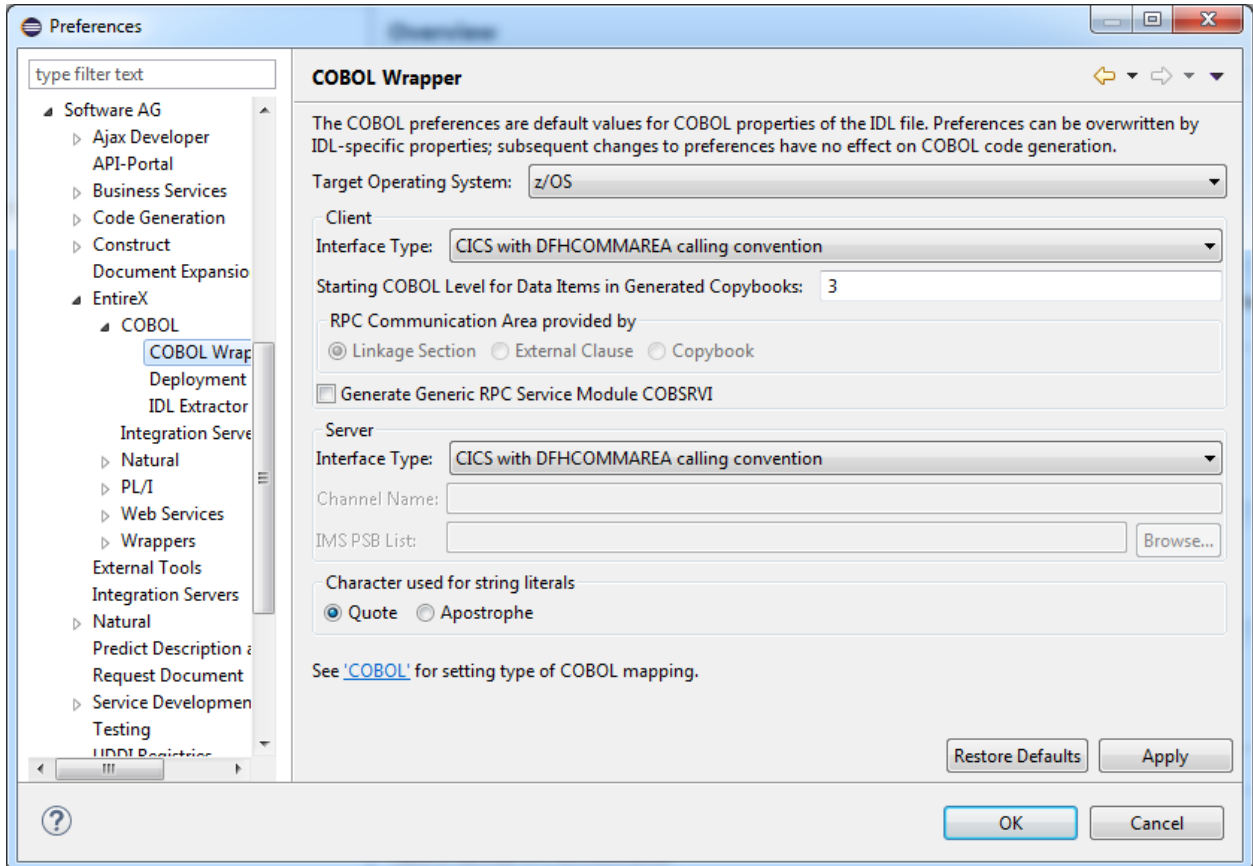 Preferences
Overview
type filter text
Software AG
Ajax Developer
API-Portal
Business Services
Code Generation
Construct
Document Expansio
EntireX
COBOL
COBOL Wrap
Deployment
IDL Extractor
Integration Serve
Natural
PL/I
Web Services
Wrappers
External Tools
Integration Servers
Natural
Predict Description a
Request Document
Service Developmen
Testing
UDDI Registries
COBOL Wrapper
The COBOL preferences are default values for COBOL properties of the IDL file. Preferences can be overwritten by
IDL-specific properties; subsequent changes to preferences have no effect on COBOL code generation.
Target Operating System: z/OS
Client
Interface Type: CICS with DFHCOMMAREA calling convention
Starting COBOL Level for Data Items in Generated Copybooks: 3
RPC Communication Area provided by
Linkage Section External Clause Copybook
Generate Generic RPC Service Module COBSRVI
Server
Interface Type: CICS with DFHCOMMAREA calling convention
Channel Name:
IMS PSB List: Browse...
Character used for string literals
Quote Apostrophe
See 'COBOL' for setting type of COBOL mapping.
Restore Defaults Apply
OK Cancel